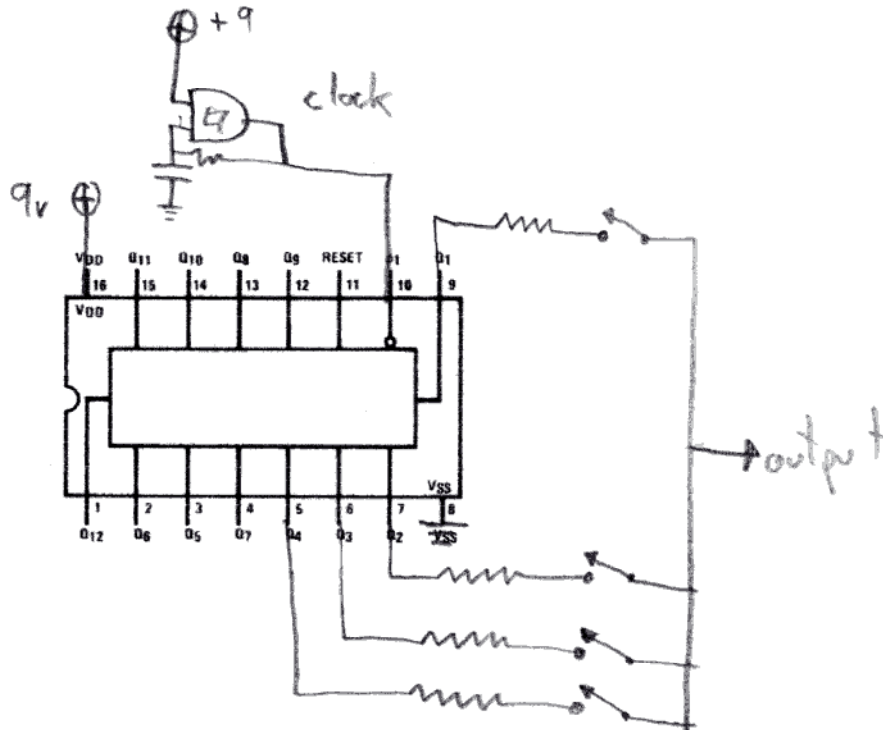 +9
clock
9v
VDD Q11 Q10 Q8 Q9 RESET Q1
16 15 14 13 12 11 10 9
VDD
VSS
1 2 3 4 5 6 7 8
Q12 Q6 Q5 Q7 Q4 Q3 Q2 VSS
output